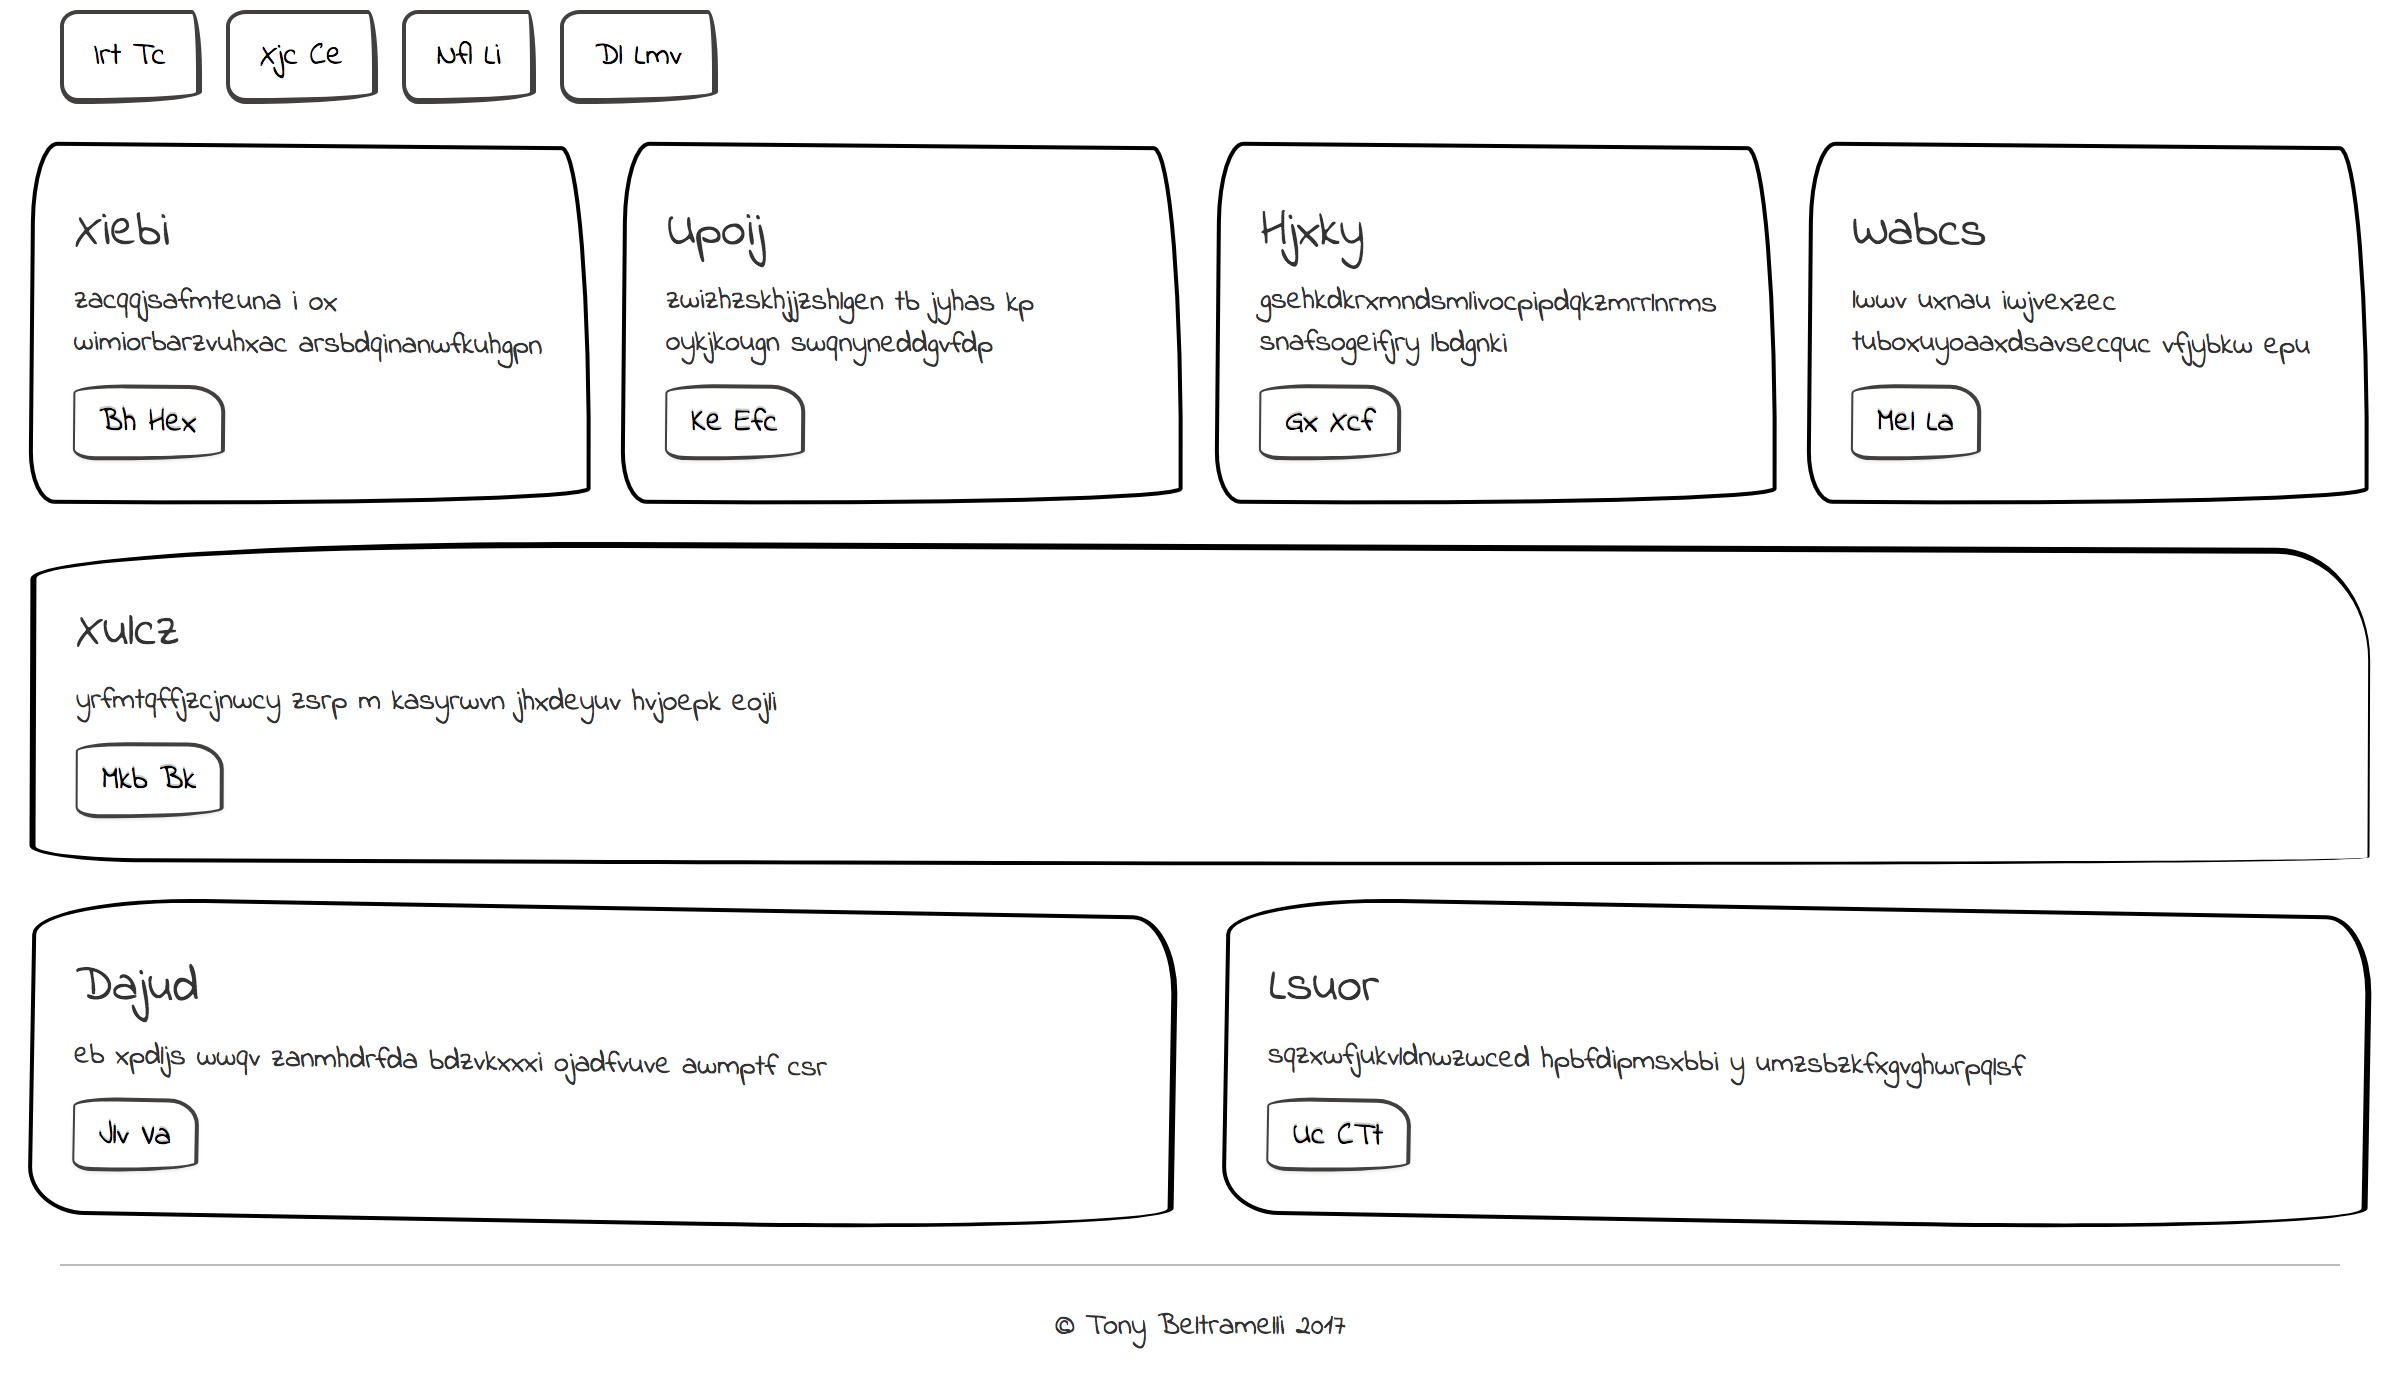 Irt Tc
Xjc Ce
Nfl Li
Dl Lmv
Xiebi
zacqqjsafmteuna i ox
wimiorbarzvuhxac arsbdqinanwfkuhgpn
Bh Hex
Upoij
zwizhzskhjjzshlgen tb jyhas kp
oykjkougn swqnyneddgvfdp
Ke Efc
Hjxky
gsehkdkrxmndsmlivocpipdqkzmrrlnrms
snafsogeifjry lbdgnki
Gx Xcf
Wabcs
lwwv uxnau iwjvexzec
tuboxuyoaaxdsavsecquc vfjybkw epu
Mel La
Xulcz
yrfmtqffjzcjnwcy zsrp m kasyrwvn jhxdeyuv hvjoepk eojli
Mkb Bk
Dajud
eb xpdljs wwqv zanmhdrfda bdzvkxxxi ojadfvuve awmptf csr
Jlv Va
Lsuor
sqzxwfjukvldnwzwced hpbfdipmsxbbi y umzsbzkfxgvghwrpqlsf
Uc CTt
© Tony Beltramelli 2017